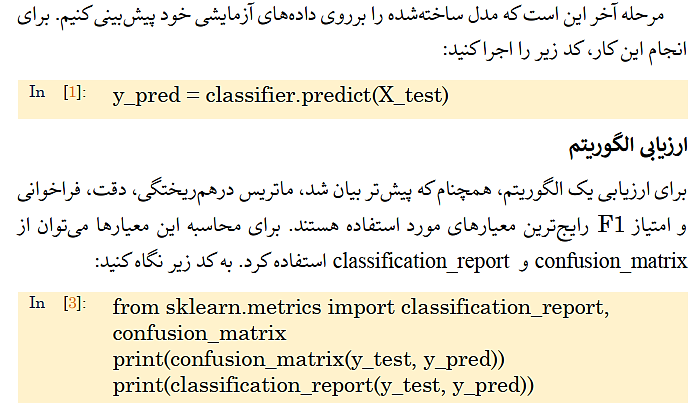 مرحله آخر این است که مدل ساخته‌شده را برروی داده‌های آزمایشی خود پیش‌بینی کنیم. برای
انجام این کار، کد زیر را اجرا کنید:
In [1]: y_pred = classifier.predict(X_test)
ارزیابی الگوریتم
برای ارزیابی یک الگوریتم، همچنام که پیش‌تر بیان شد، ماتریس درهم‌ریختگی، دقت، فراخوانی
و امتیاز F1 رایج‌ترین معیارهای مورد استفاده هستند. برای محاسبه این معیارها می‌توان از
confusion_matrix و classification_report استفاده کرد. به کد زیر نگاه کنید:
In [3]: from sklearn.metrics import classification_report,
confusion_matrix
print(confusion_matrix(y_test, y_pred))
print(classification_report(y_test, y_pred))